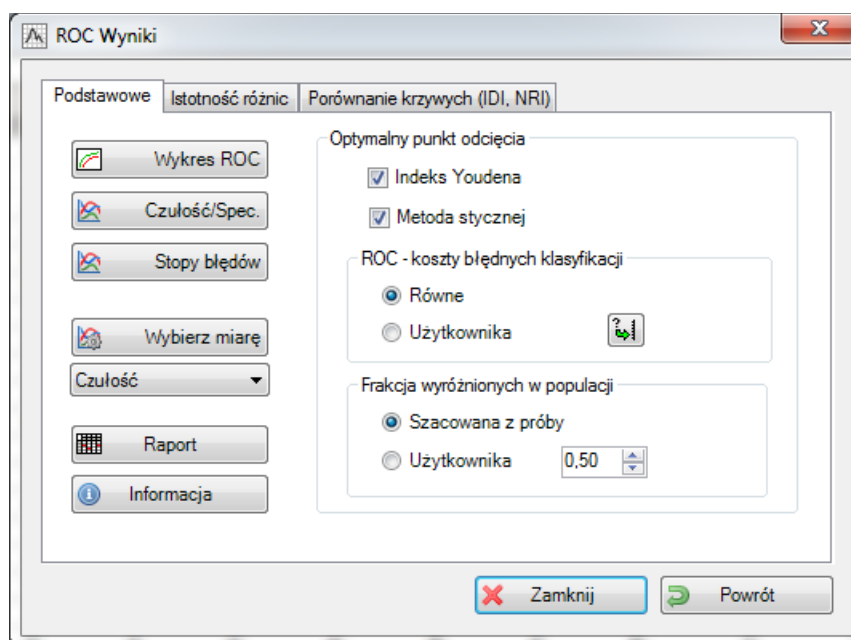 ROC Wyniki
Podstawowe
Istotność różnic
Porównanie krzywych (IDI, NRI)
Wykres ROC
Czułość/Spec.
Stopy błędów
Wybierz miarę
Czułość
Raport
Informacja
Optymalny punkt odcięcia
Indeks Youdena
Metoda stycznej
ROC - koszty błędnych klasyfikacji
Równe
Użytkownika
Frakcja wyróżnionych w populacji
Szacowana z próby
Użytkownika 0,50
Zamknij
Powrót